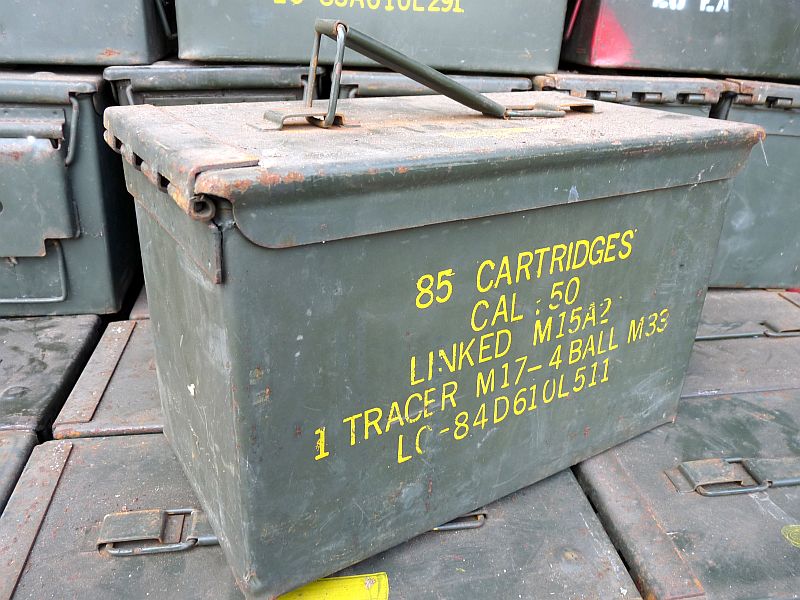 85 CARTRIDGES
CAL .50
LINKED M15A2
1 TRACER M17-4 BALL M33
LC-84D610L511